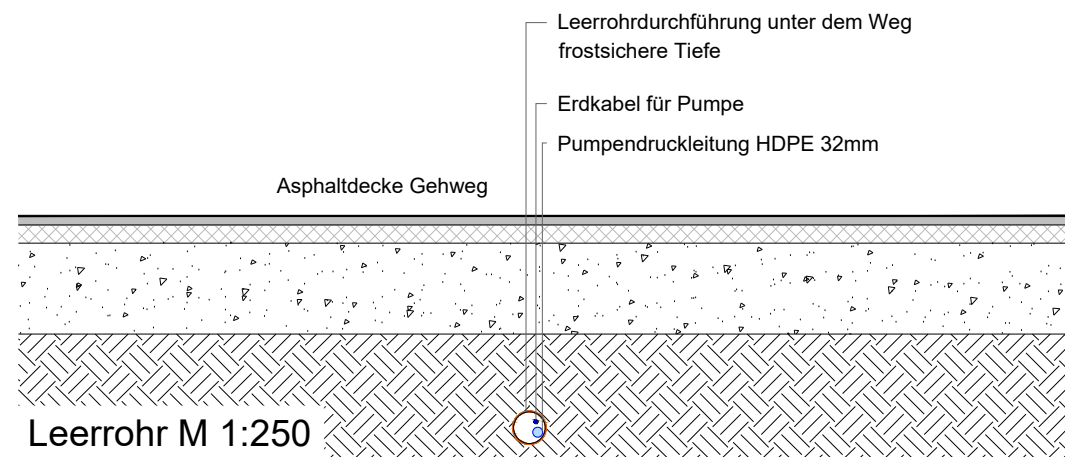 Leerrohrdurchführung unter dem Weg
frostsichere Tiefe
Erdkabel für Pumpe
Pumpendruckleitung HDPE 32mm
Asphaltdecke Gehweg
Leerrohr M 1:250